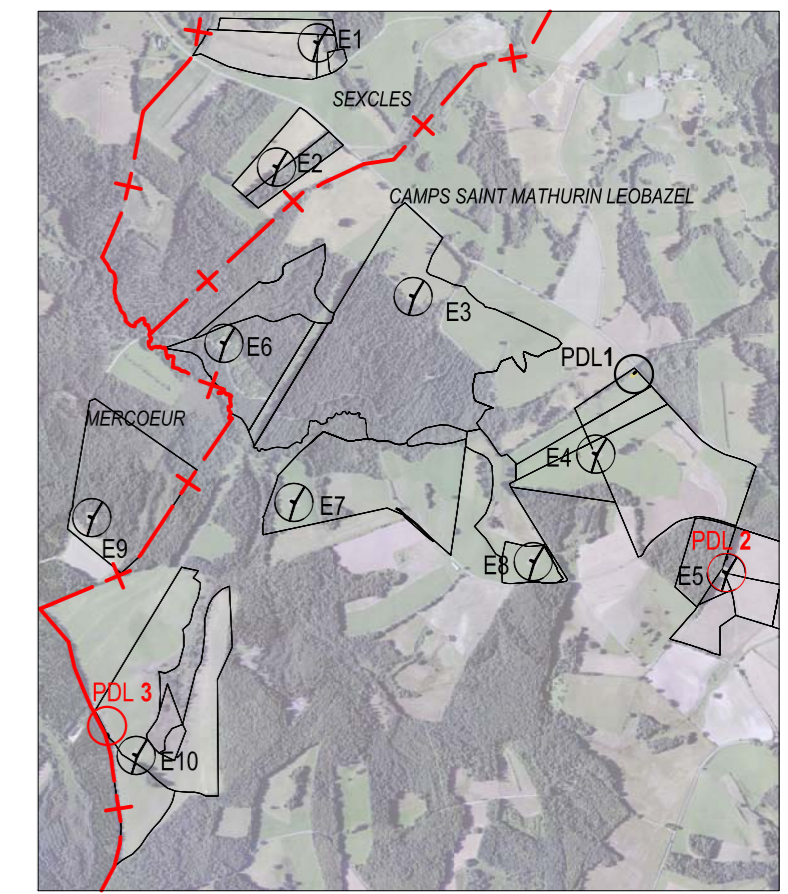 E1
SEXCLES
E2
CAMPS SAINT MATHURIN LEOBAZEL
E3
E6
PDL1
MERCOEUR
E4
E7
E9
PDL 2
E8
E5
PDL 3
E10